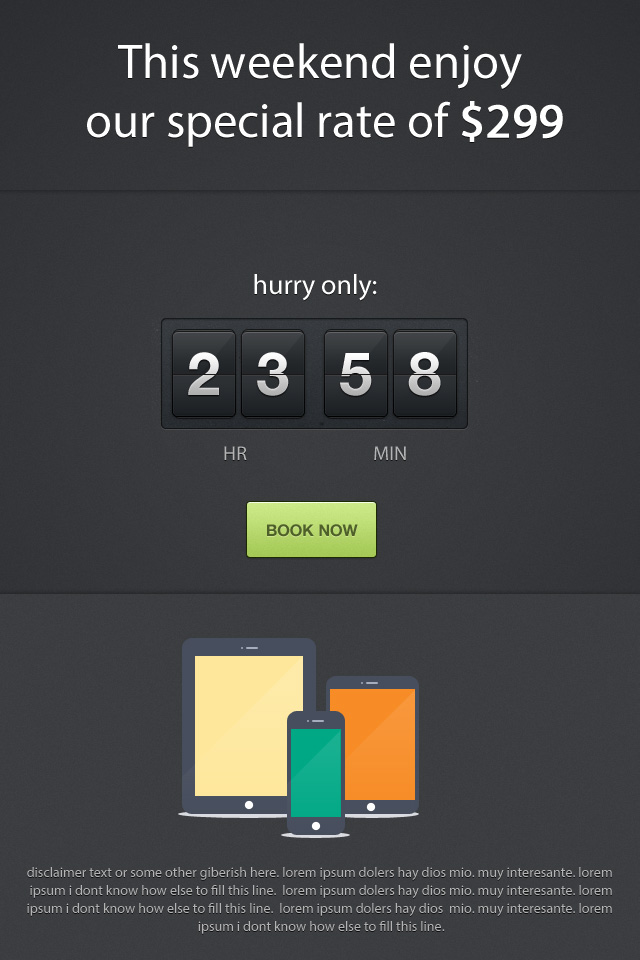 This weekend enjoy
our special rate of $299
hurry only:
2 3 5 8
HR MIN
BOOK NOW
disclaimer text or some other giberish here. lorem ipsum dolers hay dios mio. muy interesante. lorem
ipsum i dont know how else to fill this line.  lorem ipsum dolers hay dios mio. muy interesante. lorem
ipsum i dont know how else to fill this line.  lorem ipsum dolers hay dios  mio. muy interesante. lorem
ipsum i dont know how else to fill this line.